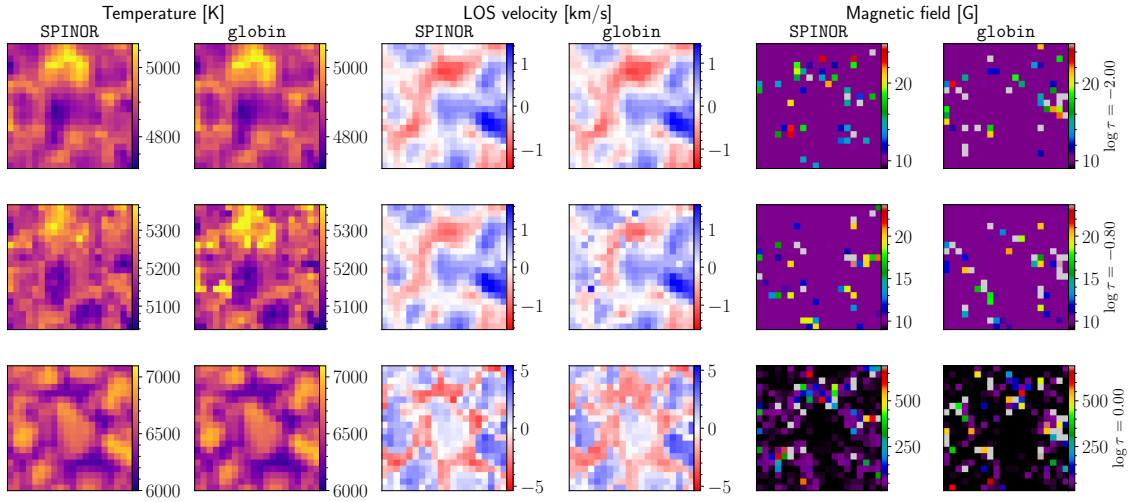 Temperature [K] LOS velocity [km/s] Magnetic field [G]
SPINOR globin SPINOR globin SPINOR globin
5000 4800 5000 4800 1 0 −1 1 0 −1 20 10 20 10 log τ = −2.00
5300 5200 5100 5300 5200 5100 1 0 −1 1 0 −1 20 15 10 20 15 10 log τ = −0.80
7000 6500 6000 7000 6500 6000 5 0 −5 5 0 −5 500 250 500 250 log τ = 0.00